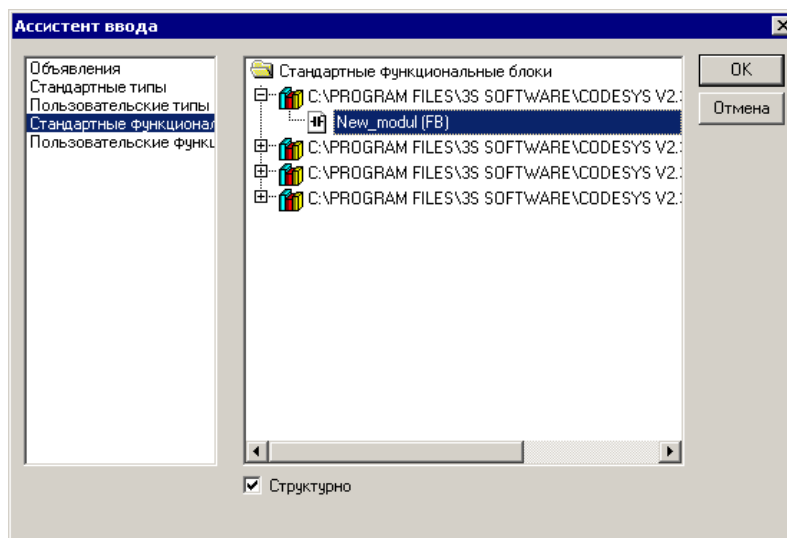 Ассистент ввода
Объявления
Стандартные типы
Пользовательские типы
Стандартные функционал
Пользовательские функц
Стандартные функциональные блоки
C:\PROGRAM FILES\3S SOFTWARE\CODESYS V2.
New_modul (FB)
C:\PROGRAM FILES\3S SOFTWARE\CODESYS V2.
C:\PROGRAM FILES\3S SOFTWARE\CODESYS V2.
C:\PROGRAM FILES\3S SOFTWARE\CODESYS V2.
OK
Отмена
Структурно